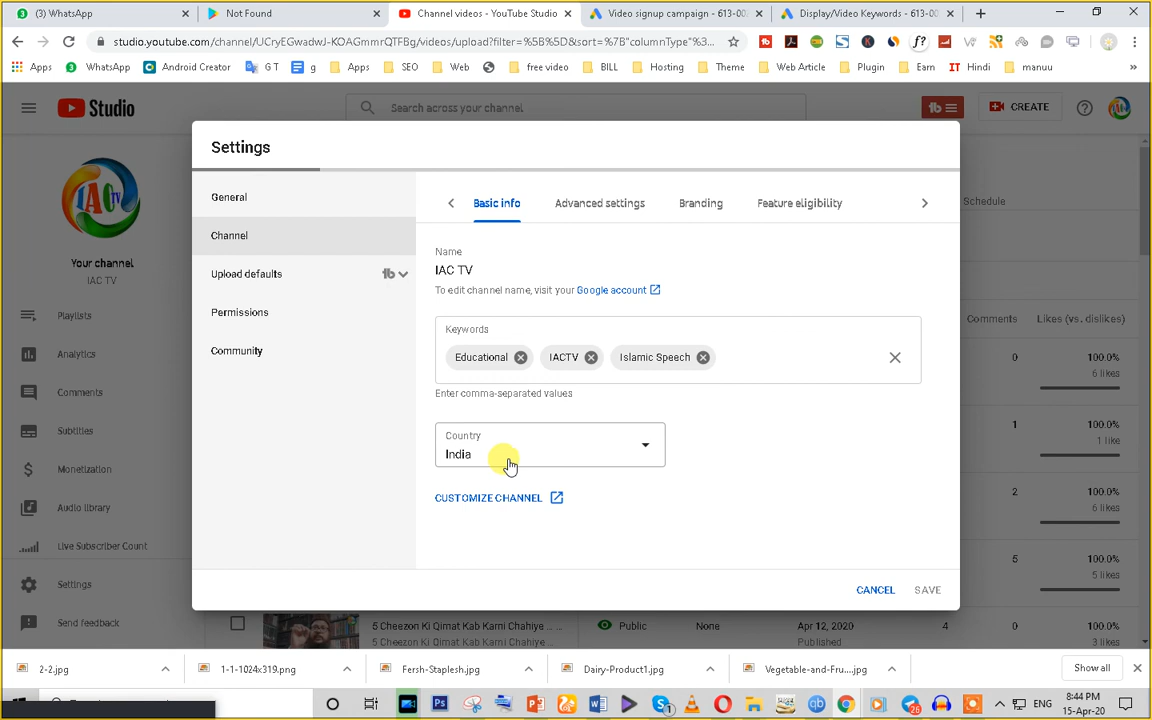 (3) WhatsApp
Not Found
Channel videos - YouTube Studio
Video signup campaign - 613-00
Display/Video Keywords - 613-0
studio.youtube.com/channel/UCryEGwadwJ-KOAGmmrQTFBg/videos/upload?filter=%5B%5D&sort=%7B"columnType"%3...
Apps
WhatsApp
Android Creator
G T
g
Apps
SEO
Web
free video
BILL
Hosting
Theme
Web Article
Plugin
Earn
IT Hindi
manuu
Studio
Search across your channel
CREATE
Settings
General
Channel
Upload defaults
Permissions
Community
Basic info
Advanced settings
Branding
Feature eligibility
Name
IAC TV
To edit channel name, visit your Google account
Keywords
Educational
IACTV
Islamic Speech
Enter comma-separated values
Country
India
CUSTOMIZE CHANNEL
CANCEL
SAVE
IAC TV
Your channel
IAC TV
Playlists
Analytics
Comments
Subtitles
Monetization
Audio library
Live Subscriber Count
Settings
Send feedback
Schedule
Comments
Likes (vs. dislikes)
0
100.0%
6 likes
1
100.0%
1 like
2
100.0%
6 likes
5
100.0%
5 likes
5 Cheezon Ki Qimat Kab Karni Chahiye ...
5 Cheezon Ki Qimat Kab Karni Chahiye ...
Public
None
Apr 12, 2020
Published
4
0
100.0%
3 likes
2-2.jpg
1-1-1024x319.png
Fersh-Staplesh.jpg
Dairy-Product1.jpg
Vegetable-and-Fru....jpg
Show all
ENG
8:44 PM
15-Apr-20